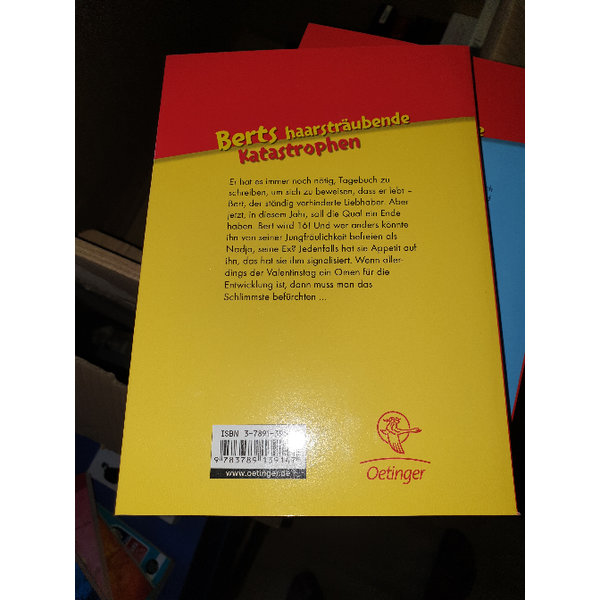 Berts haarsträubende
Katastrophen
Er hat es immer noch nötig, Tagebuch zu
schreiben, um sich zu beweisen, dass er lebt –
Bert, der ständig verhinderte Liebhaber. Aber
jetzt, in diesem Jahr, soll die Qual ein Ende
haben. Bert wird 16! Und wer anders könnte
ihn von seiner Jungfräulichkeit befreien als
Nadja, seine Ex? Jedenfalls hat sie Appetit auf
ihn, das hat sie ihm signalisiert. Wenn aller-
dings der Valentinstag ein Omen für die
Entwicklung ist, dann muss man das
Schlimmste befürchten ...
ISBN 3-7891-39
9 783789 139147
www.oetinger.de
Oetinger